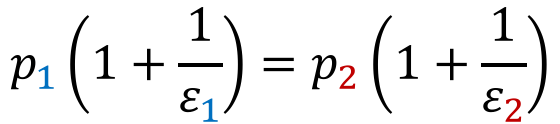 p₁ (1 + 1/ε₁) = p₂ (1 + 1/ε₂)